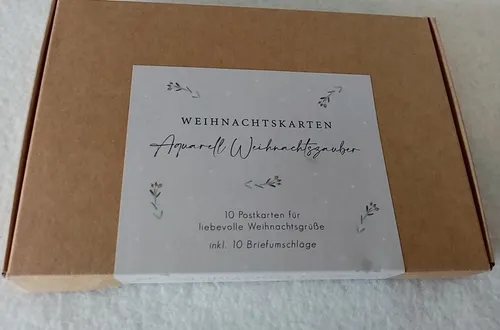 WEIHNACHTSKARTEN
Aquarell Weihnachtszauber
10 Postkarten für
liebevolle Weihnachtsgrüße
inkl. 10 Briefumschläge